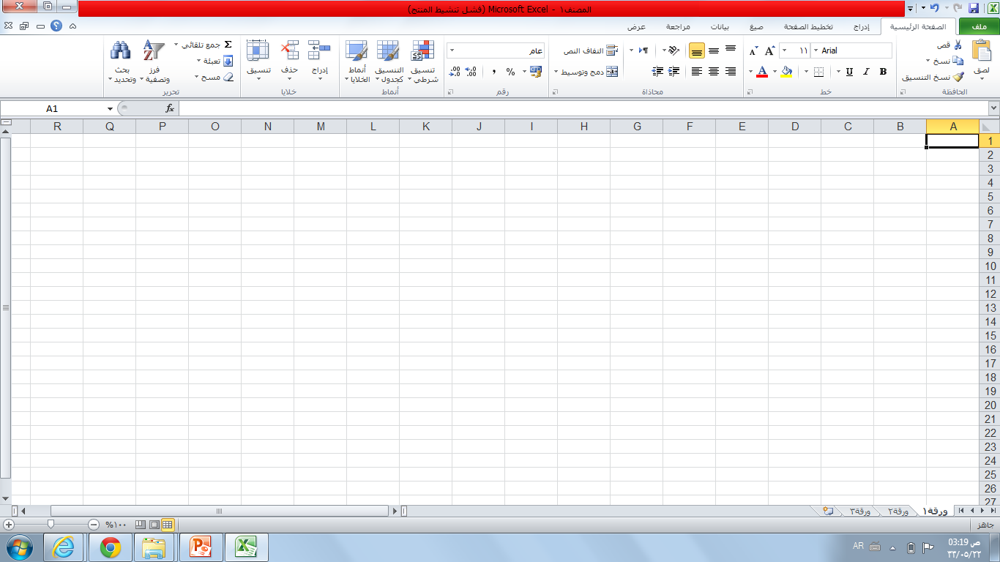 المصنف١ - Microsoft Excel (فشل تنشيط المنتج)
ملف الصفحة الرئيسية إدراج تخطيط الصفحة صيغ بيانات مراجعة عرض
لصق
قص
نسخ
نسخ التنسيق
الحافظة
Arial ١١
B I U
خط
التفاف النص
دمج وتوسيط
محاذاة
عام
%
رقم
تنسيق شرطي
التنسيق كجدول
أنماط الخلايا
أنماط
إدراج
حذف
تنسيق
خلايا
Σ جمع تلقائي
تعبئة
مسح
فرز وتصفية
بحث وتحديد
تحرير
A1
fx
A B C D E F G H I J K L M N O P Q R
1
2
3
4
5
6
7
8
9
10
11
12
13
14
15
16
17
18
19
20
21
22
23
24
25
26
27
ورقة١ ورقة٢ ورقة٣
جاهز
%١٠٠
AR
03:19 ص
٣٣/٠٥/٢٢